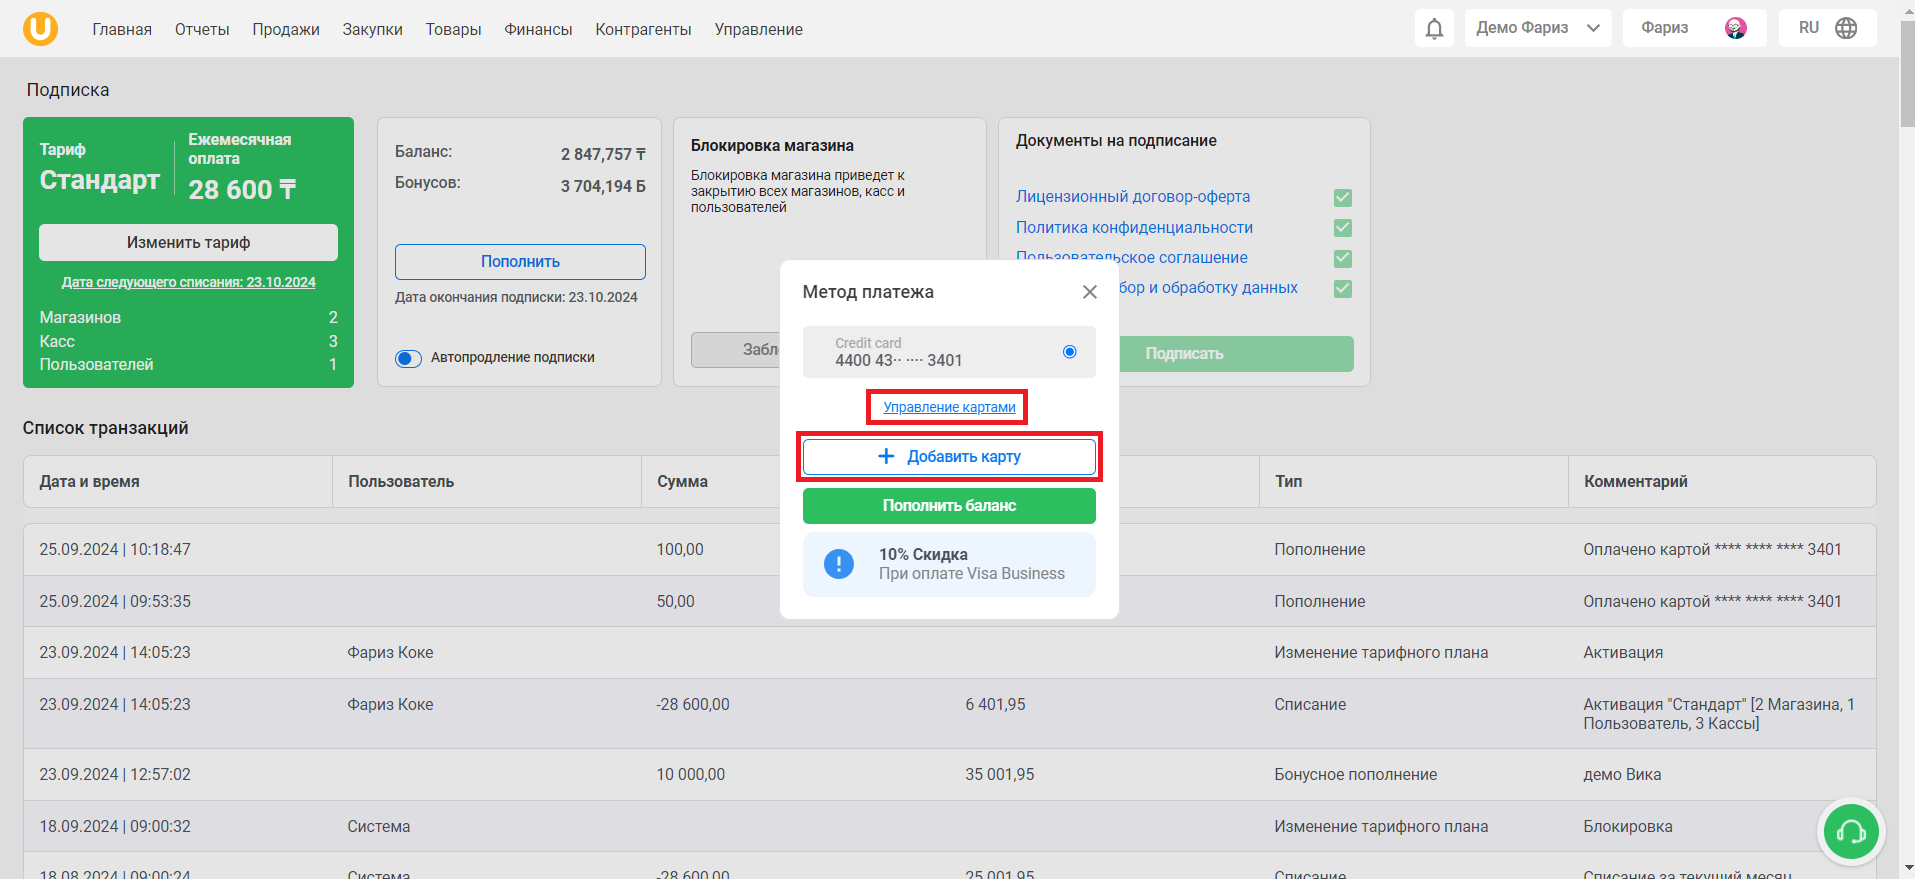 Главная Отчеты Продажи Закупки Товары Финансы Контрагенты Управление Демо Фариз Фариз RU
Подписка
Тариф
Стандарт
Ежемесячная
оплата
28 600 ₸
Изменить тариф
Дата следующего списания: 23.10.2024
Магазинов 2
Касс 3
Пользователей 1
Баланс: 2 847,757 ₸
Бонусов: 3 704,194 Б
Пополнить
Дата окончания подписки: 23.10.2024
Автопродление подписки
Блокировка магазина
Блокировка магазина приведет к
закрытию всех магазинов, касс и
пользователей
Документы на подписание
Лицензионный договор-оферта
Политика конфиденциальности
Пользовательское соглашение
бор и обработку данных
Подписать
Метод платежа
Credit card
4400 43·· ···· 3401
Управление картами
+ Добавить карту
Пополнить баланс
10% Скидка
При оплате Visa Business
Список транзакций
Дата и время Пользователь Сумма Тип Комментарий
25.09.2024 | 10:18:47 100,00 Пополнение Оплачено картой **** **** **** 3401
25.09.2024 | 09:53:35 50,00 Пополнение Оплачено картой **** **** **** 3401
23.09.2024 | 14:05:23 Фариз Коке Изменение тарифного плана Активация
23.09.2024 | 14:05:23 Фариз Коке -28 600,00 6 401,95 Списание Активация "Стандарт" [2 Магазина, 1
Пользователь, 3 Кассы]
23.09.2024 | 12:57:02 10 000,00 35 001,95 Бонусное пополнение демо Вика
18.09.2024 | 09:00:32 Система Изменение тарифного плана Блокировка
18.08.2024 | 09:00:24 Система -28 600,00 25 001,95 Списание Списание за текущий месяц